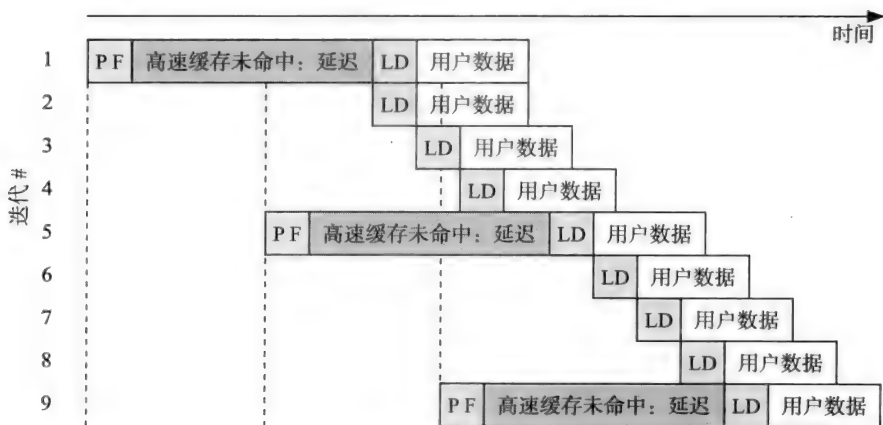 时间
1 PF 高速缓存未命中：延迟 LD 用户数据
2 LD 用户数据
3 LD 用户数据
4 LD 用户数据
迭代#
5 PF 高速缓存未命中：延迟 LD 用户数据
6 LD 用户数据
7 LD 用户数据
8 LD 用户数据
9 PF 高速缓存未命中：延迟 LD 用户数据